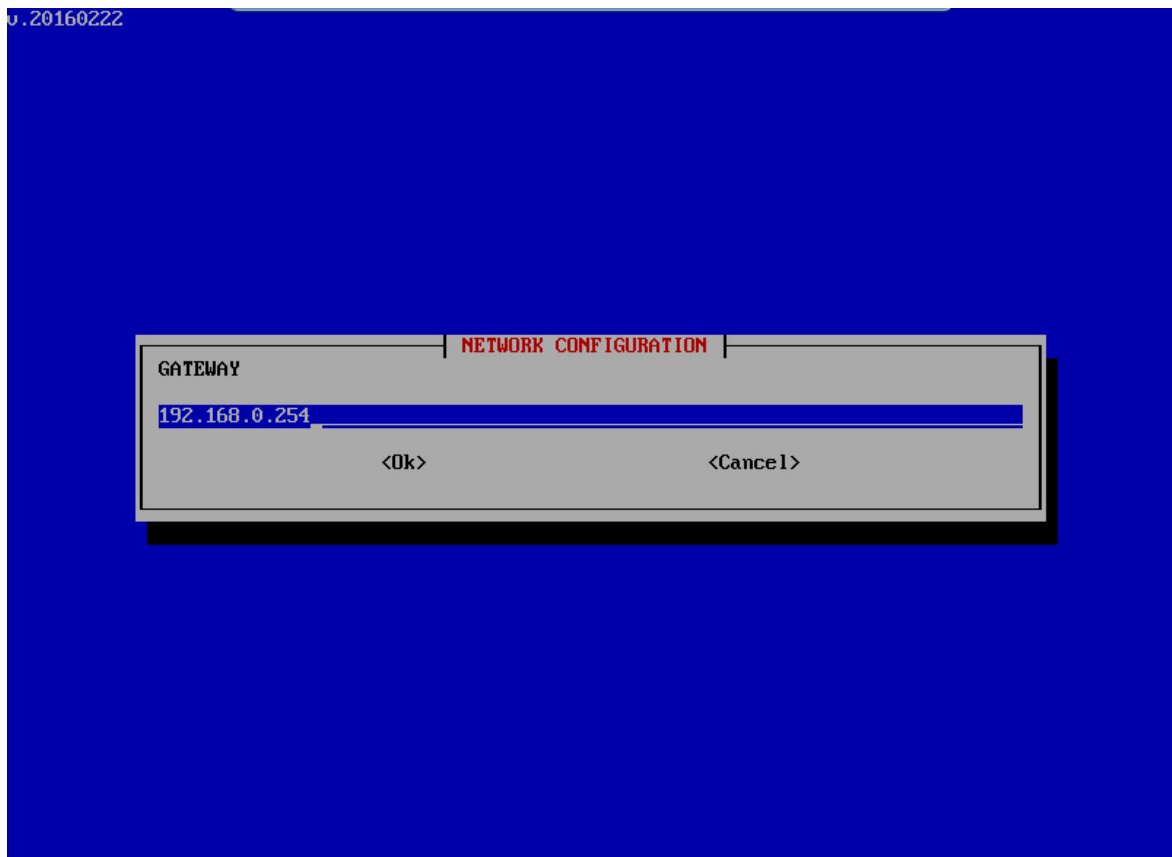 v.20160222
NETWORK CONFIGURATION
GATEWAY
192.168.0.254
<Ok> <Cancel>